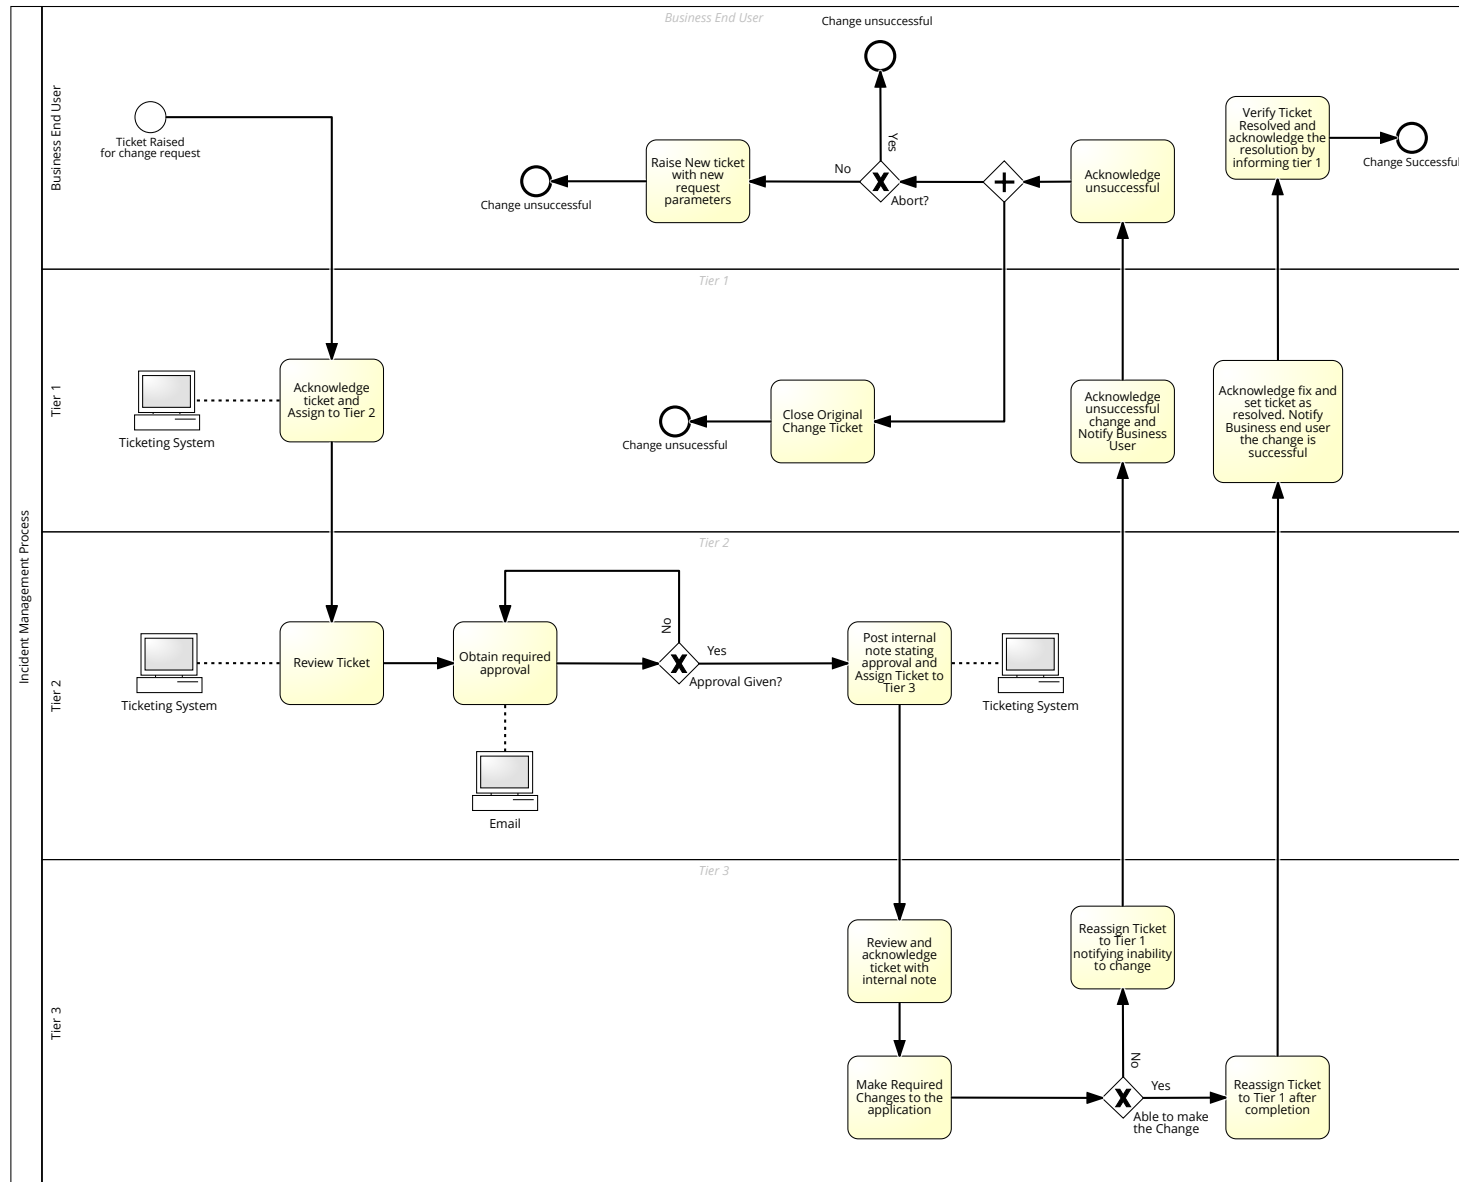 Incident Management Process
Business End User
Business End User
Ticket Raised
for change request
Change unsuccessful
Raise New ticket
with new
request
parameters
Change unsuccessful
No
Yes
Abort?
Acknowledge
unsuccessful
Verify Ticket
Resolved and
acknowledge the
resolution by
informing tier 1
Change Successful
Tier 1
Tier 1
Ticketing System
Acknowledge
ticket and
Assign to Tier 2
Change unsucessful
Close Original
Change Ticket
Acknowledge
unsuccessful
change and
Notify Business
User
Acknowledge fix and
set ticket as
resolved. Notify
Business end user
the change is
successful
Tier 2
Tier 2
Ticketing System
Review Ticket
Obtain required
approval
Email
No
Yes
Approval Given?
Post internal
note stating
approval and
Assign Ticket to
Tier 3
Ticketing System
Tier 3
Tier 3
Review and
acknowledge
ticket with
internal note
Make Required
Changes to the
application
Reassign Ticket
to Tier 1
notifying inability
to change
No
Yes
Able to make
the Change
Reassign Ticket
to Tier 1 after
completion